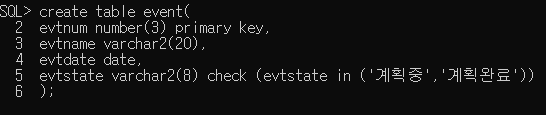 SQL> create table event(
  2  evtnum number(3) primary key,
  3  evtname varchar2(20),
  4  evtdate date,
  5  evtstate varchar2(8) check (evtstate in ('계획중','계획완료'))
  6  );